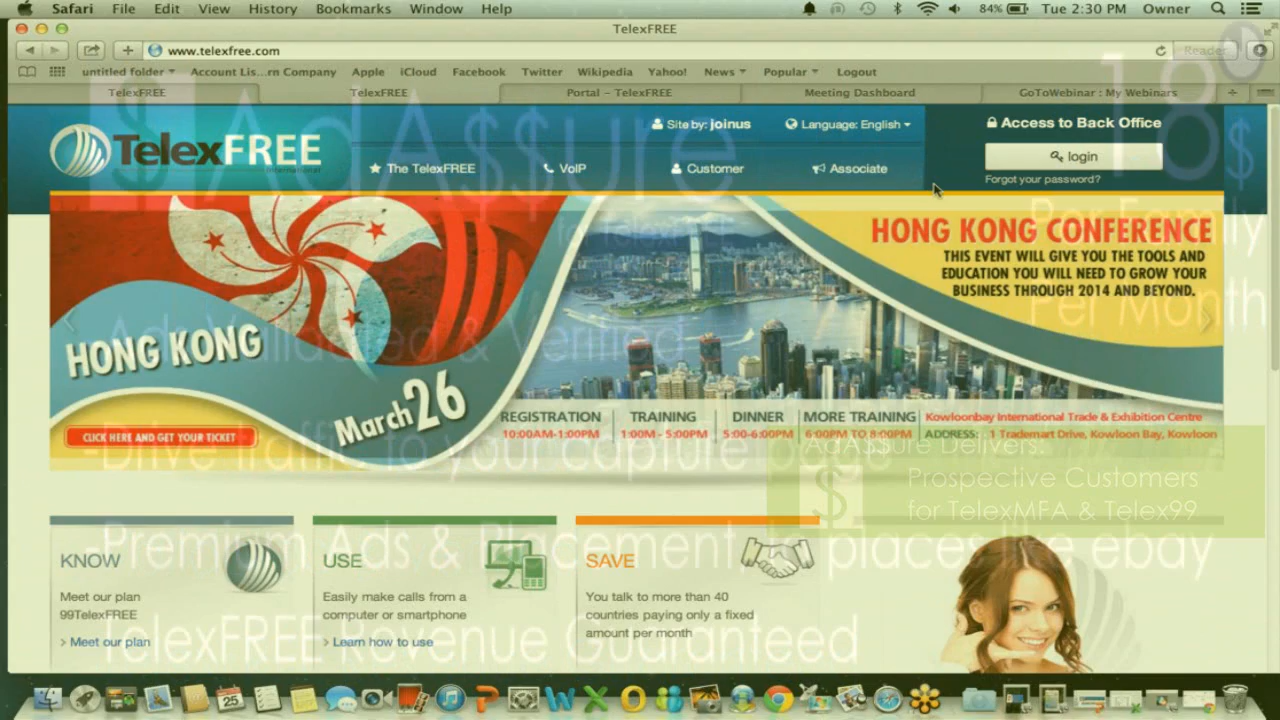 Safari File Edit View History Bookmarks Window Help 84% Tue 2:30 PM Owner
TelexFREE
www.telexfree.com Reader
untitled folder Account Lis...rn Company Apple iCloud Facebook Twitter Wikipedia Yahoo! News Popular Logout
TelexFREE TelexFREE Portal – TelexFREE Meeting Dashboard GoToWebinar : My Webinars
$ AdA$$ure
18$
Per Family
Per Month
TelexFREE
International
Site by: joinus Language: English
Access to Back Office
login
Forgot your password?
The TelexFREE VoIP Customer Associate
HONG KONG CONFERENCE
THIS EVENT WILL GIVE YOU THE TOOLS AND
EDUCATION YOU WILL NEED TO GROW YOUR
BUSINESS THROUGH 2014 AND BEYOND.
HONG KONG
March 26
CLICK HERE AND GET YOUR TICKET
REGISTRATION TRAINING DINNER MORE TRAINING Kowloonbay International Trade & Exhibition Centre
10:00AM-1:00PM 1:00M - 5:00PM 5:00-6:00PM 6:00PM TO 8:00PM ADDRESS: 1 Trademart Drive, Kowloon Bay, Kowloon
-Drive traffic to your capture
AdA$$ure Delivers:
$ Prospective Customers
for TelexMFA & Telex99
-Premium Ads & Placement places like ebay
-TelexFREE Revenue Guaranteed
KNOW
Meet our plan
99TelexFREE
> Meet our plan
USE
Easily make calls from a
computer or smartphone
> Learn how to use
SAVE
You talk to more than 40
countries paying only a fixed
amount per month
25